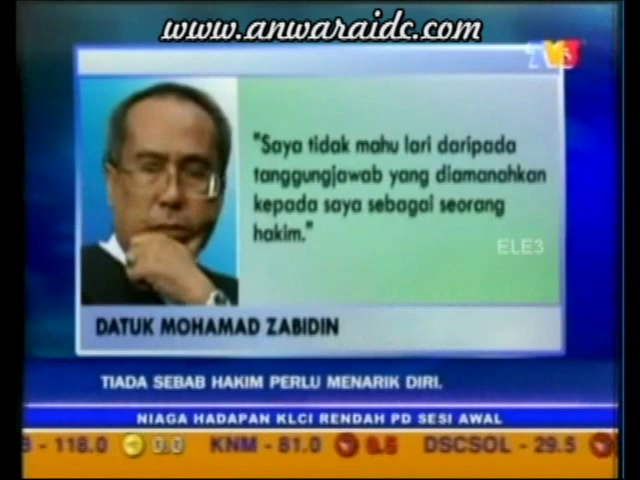 www.anwaraidc.com
TV3
"Saya tidak mahu lari daripada
tanggungjawab yang diamanahkan
kepada saya sebagai seorang
hakim."
ELE3
DATUK MOHAMAD ZABIDIN
TIADA SEBAB HAKIM PERLU MENARIK DIRI.
NIAGA HADAPAN KLCI RENDAH PD SESI AWAL
- 118.0 0.0 KNM - 81.0 DSCSOL - 29.5